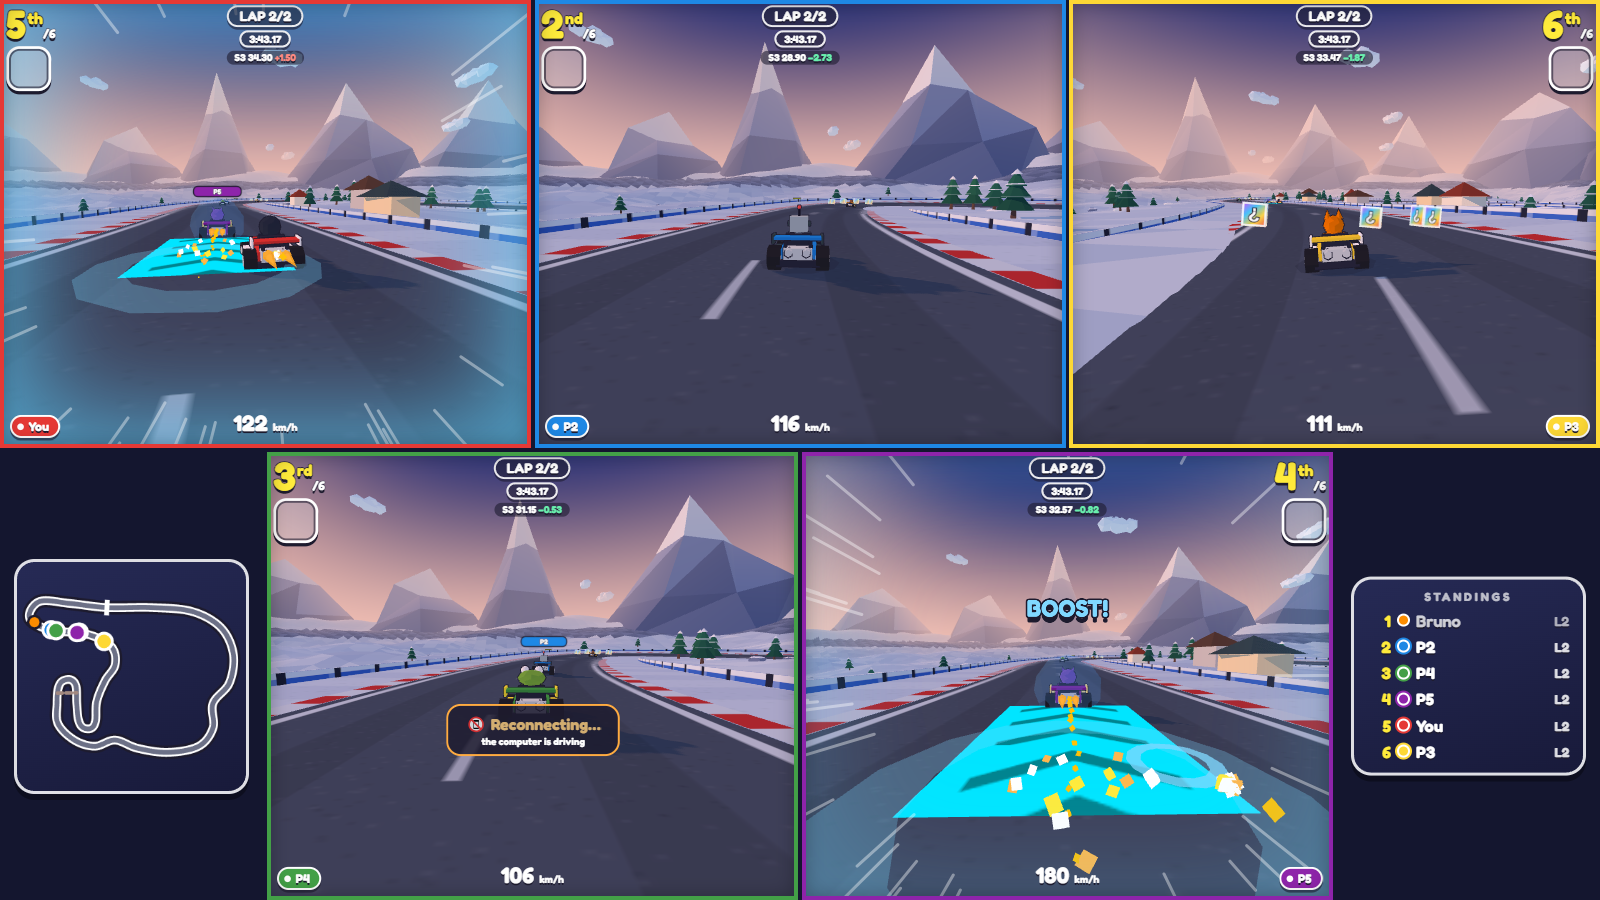 5th/6
LAP 2/2
3:43.17
S3 34.30 +1.50
P5
You
122 km/h
2nd/6
LAP 2/2
3:43.17
S3 28.90 -2.73
P2
116 km/h
6th/6
LAP 2/2
3:43.17
S3 33.47 -1.87
111 km/h
P3
3rd/6
LAP 2/2
3:43.17
S3 31.15 -0.53
P2
Reconnecting...
the computer is driving
P4
106 km/h
4th/6
LAP 2/2
3:43.17
S3 32.57 -0.82
BOOST!
180 km/h
P5
STANDINGS
1 Bruno L2
2 P2 L2
3 P4 L2
4 P5 L2
5 You L2
6 P3 L2